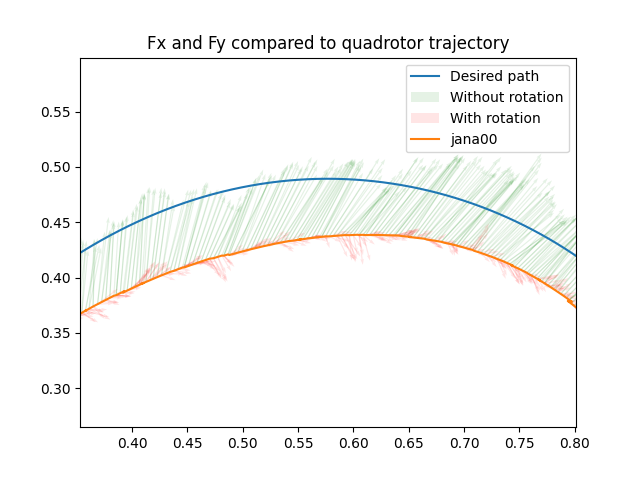 Fx and Fy compared to quadrotor trajectory
Desired path
Without rotation
With rotation
jana00
0.55
0.50
0.45
0.40
0.35
0.30
0.40 0.45 0.50 0.55 0.60 0.65 0.70 0.75 0.80